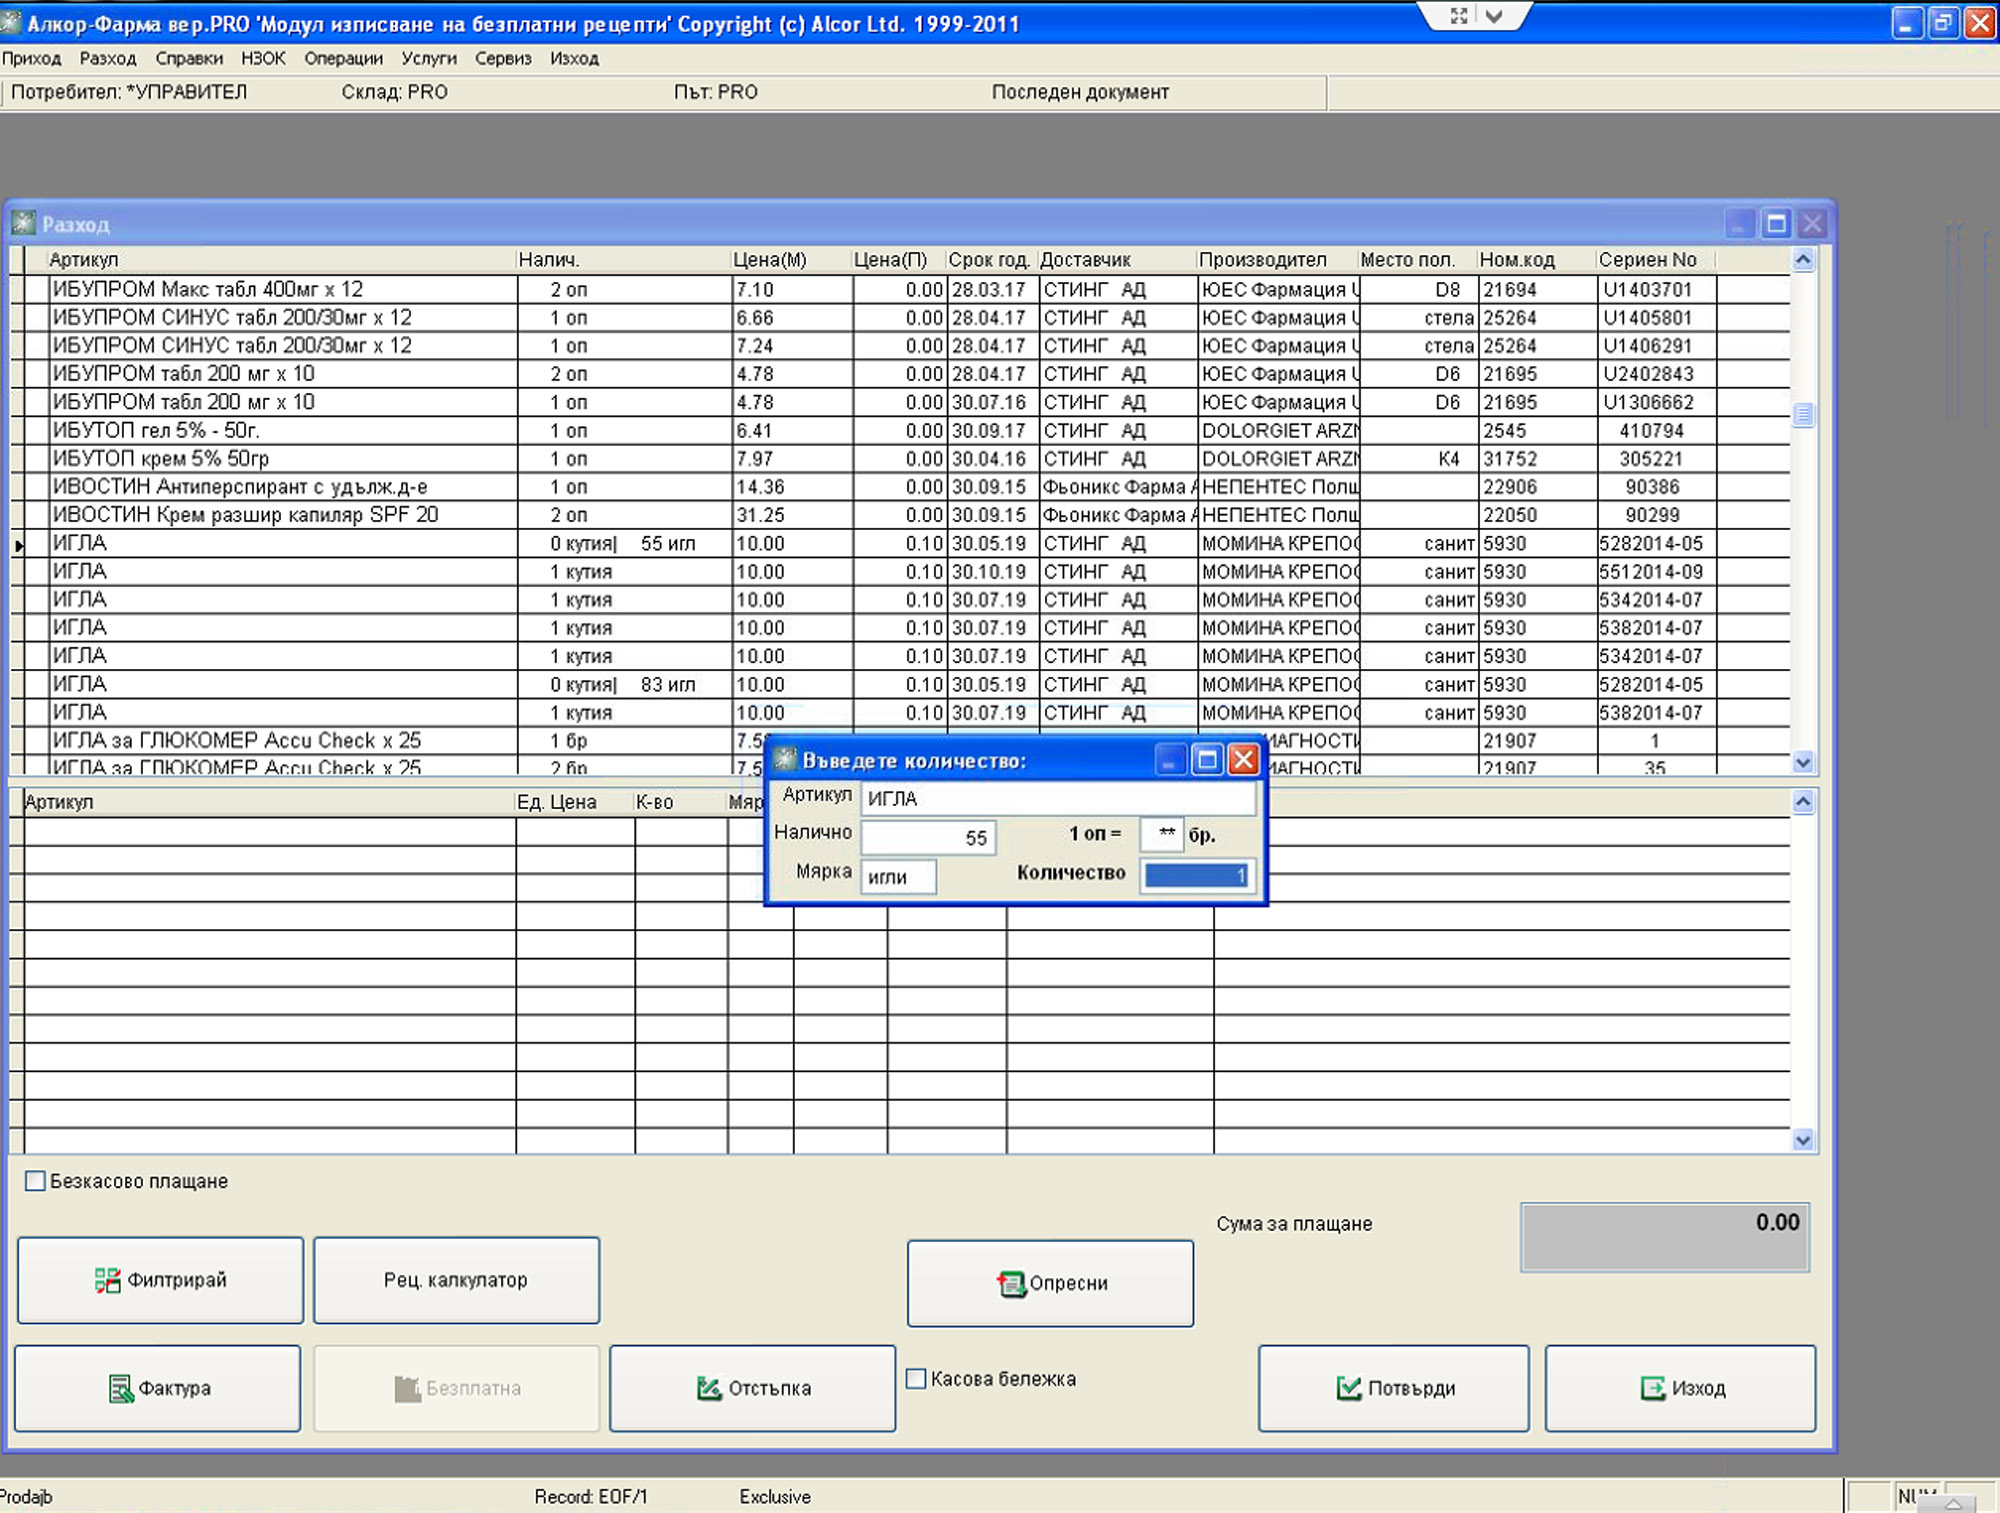 Алкор-Фарма вер.PRO 'Модул изписване на безплатни рецепти' Copyright (c) Alcor Ltd. 1999-2011
Приход Разход Справки НЗОК Операции Услуги Сервиз Изход
Потребител: *УПРАВИТЕЛ Склад: PRO Път: PRO Последен документ
Разход
Артикул Налич. Цена(М) Цена(П) Срок год. Доставчик Производител Место пол. Ном.код Сериен No
ИБУПРОМ Макс табл 400мг х 12 2 оп 7.10 0.00 28.03.17 СТИНГ АД ЮЕС Фармация D8 21694 U1403701
ИБУПРОМ СИНУС табл 200/30мг х 12 1 оп 6.66 0.00 28.04.17 СТИНГ АД ЮЕС Фармация стела 25264 U1405801
ИБУПРОМ СИНУС табл 200/30мг х 12 1 оп 7.24 0.00 28.04.17 СТИНГ АД ЮЕС Фармация стела 25264 U1406291
ИБУПРОМ табл 200 мг х 10 2 оп 4.78 0.00 28.04.17 СТИНГ АД ЮЕС Фармация D6 21695 U2402843
ИБУПРОМ табл 200 мг х 10 1 оп 4.78 0.00 30.07.16 СТИНГ АД ЮЕС Фармация D6 21695 U1306662
ИБУТОП гел 5% - 50г. 1 оп 6.41 0.00 30.09.17 СТИНГ АД DOLORGIET ARZN 2545 410794
ИБУТОП крем 5% 50гр 1 оп 7.97 0.00 30.04.16 СТИНГ АД DOLORGIET ARZN К4 31752 305221
ИВОСТИН Антиперспирант с удълж.д-е 1 оп 14.36 0.00 30.09.15 Фьоникс Фарма НЕПЕНТЕС Полш 22906 90386
ИВОСТИН Крем разшир капиляр SPF 20 2 оп 31.25 0.00 30.09.15 Фьоникс Фарма НЕПЕНТЕС Полш 22050 90299
ИГЛА 0 кутия| 55 игл 10.00 0.10 30.05.19 СТИНГ АД МОМИНА КРЕПОС санит 5930 5282014-05
ИГЛА 1 кутия 10.00 0.10 30.10.19 СТИНГ АД МОМИНА КРЕПОС санит 5930 5512014-09
ИГЛА 1 кутия 10.00 0.10 30.07.19 СТИНГ АД МОМИНА КРЕПОС санит 5930 5342014-07
ИГЛА 1 кутия 10.00 0.10 30.07.19 СТИНГ АД МОМИНА КРЕПОС санит 5930 5382014-07
ИГЛА 1 кутия 10.00 0.10 30.07.19 СТИНГ АД МОМИНА КРЕПОС санит 5930 5342014-07
ИГЛА 0 кутия| 83 игл 10.00 0.10 30.05.19 СТИНГ АД МОМИНА КРЕПОС санит 5930 5282014-05
ИГЛА 1 кутия 10.00 0.10 30.07.19 СТИНГ АД МОМИНА КРЕПОС санит 5930 5382014-07
ИГЛА за ГЛЮКОМЕР Accu Check х 25 1 бр 7.5 ИАГНОСТИ 21907 1
ИГЛА за ГЛЮКОМЕР Accu Check х 25 2 бр 7.5 АГНОСТИ 21907 35
Въведете количество:
Артикул ИГЛА
Налично 55 1 оп = ** бр.
Мярка игли Количество 1
Артикул Ед. Цена К-во Мяр
Безкасово плащане
Сума за плащане 0.00
Филтрирай Рец. калкулатор Опресни
Фактура Безплатна Отстъпка Касова бележка Потвърди Изход
Prodajb Record: EOF/1 Exclusive NUM